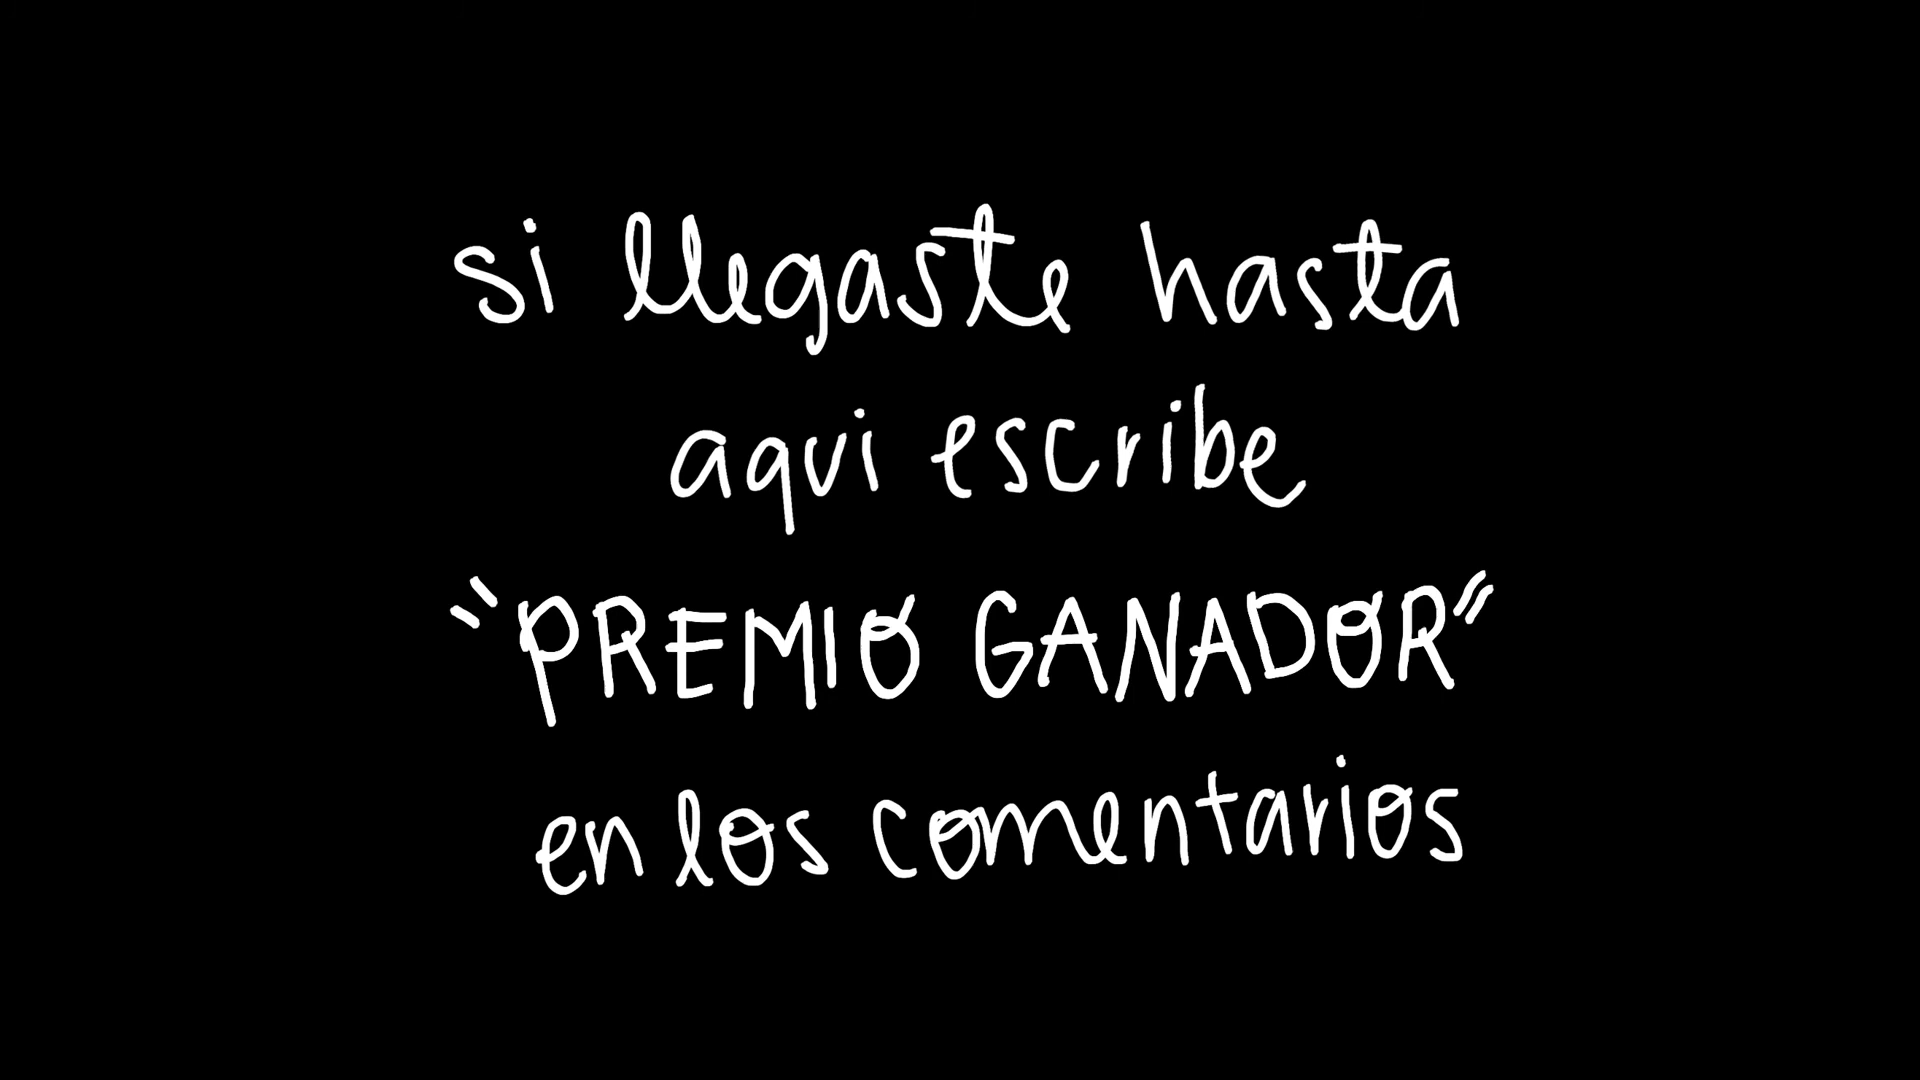 si llegaste hasta
aqui escribe
"PREMIO GANADOR"
en los comentarios